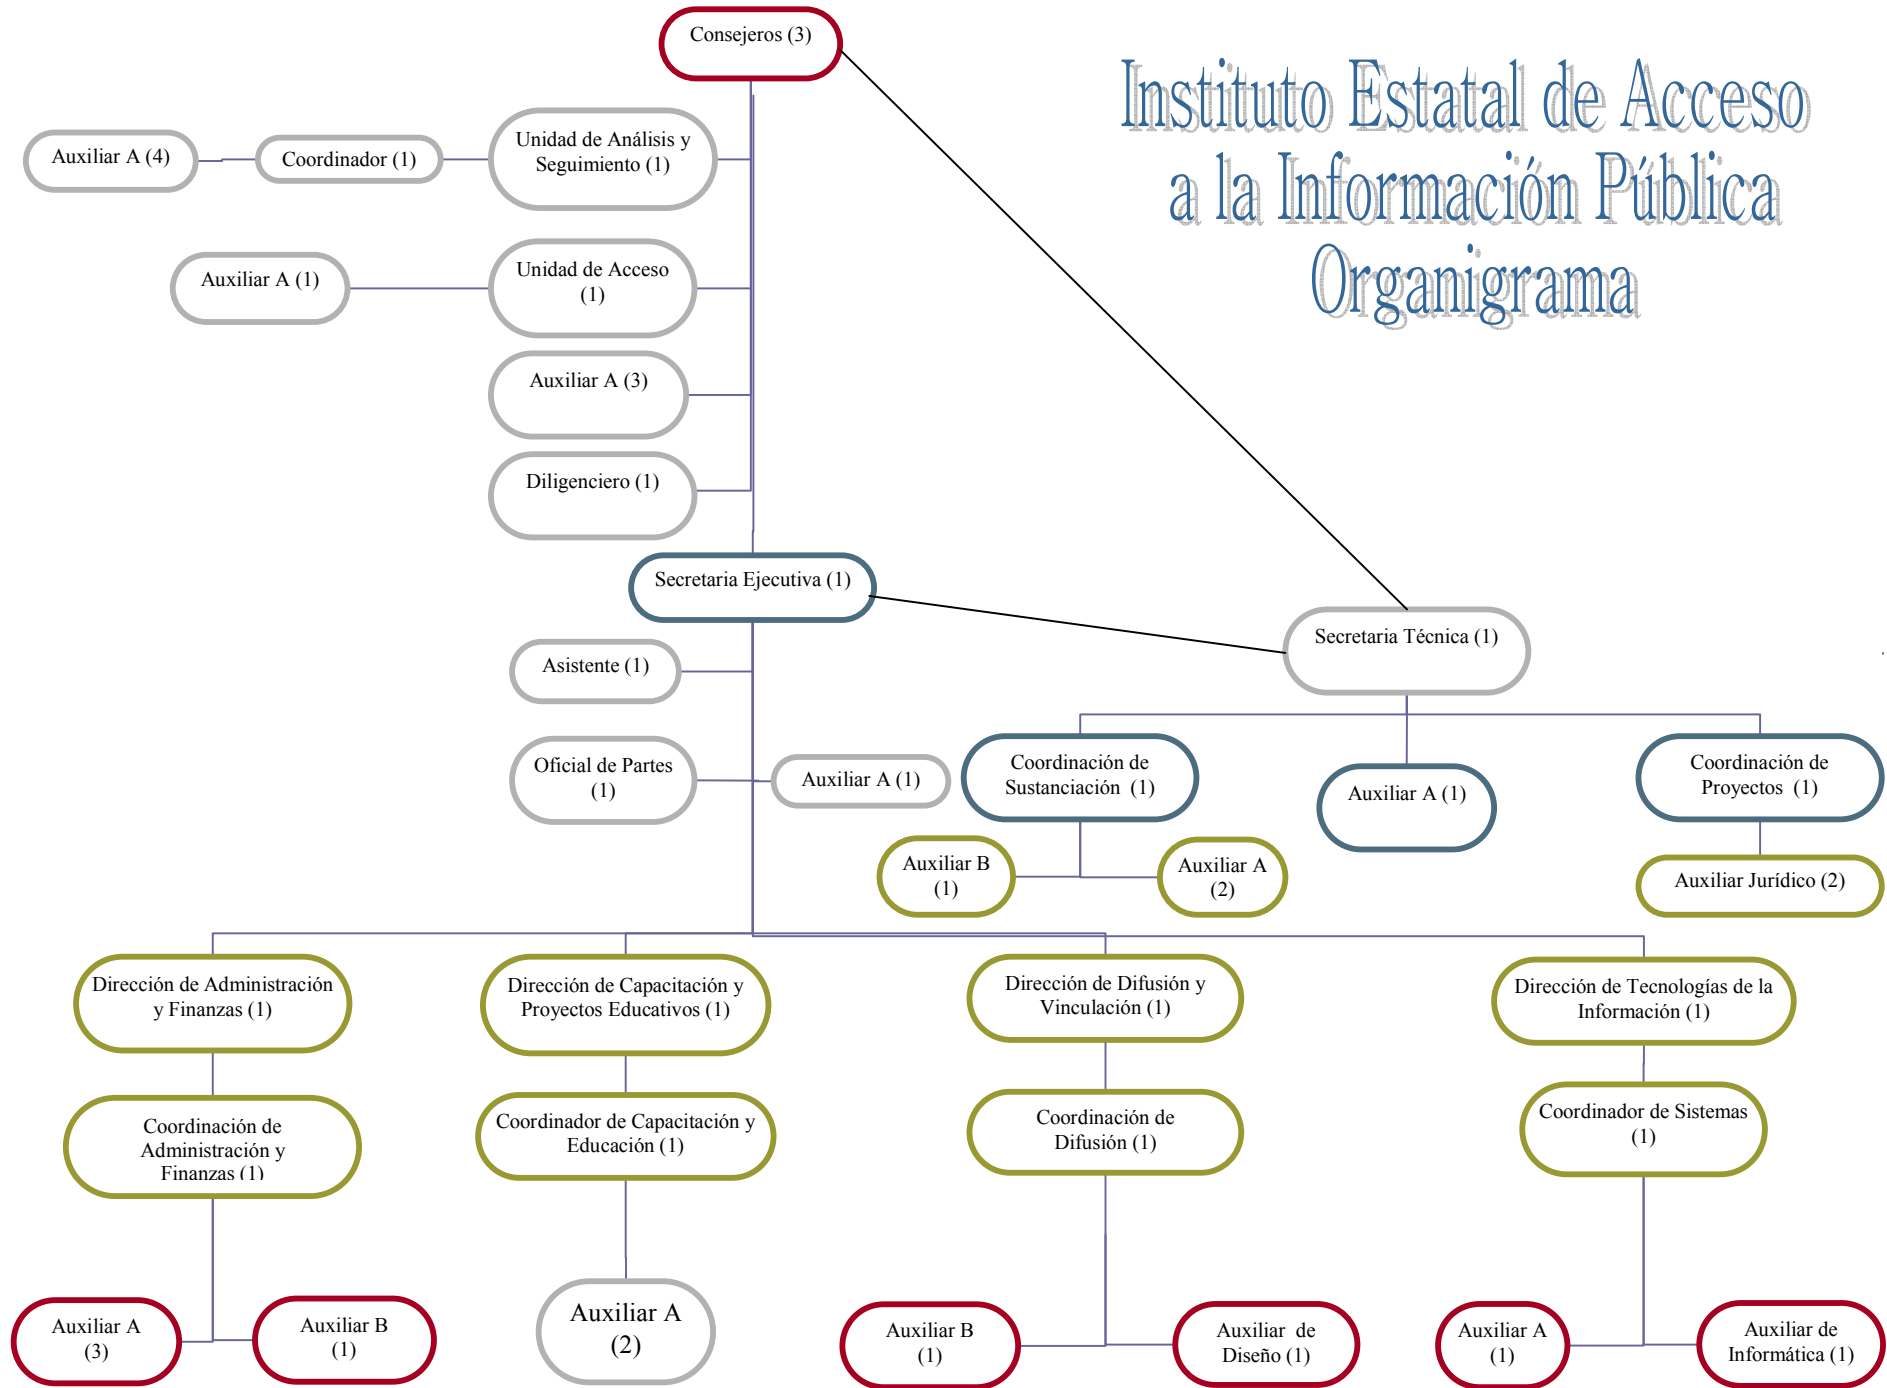 Consejeros (3)
Instituto Estatal de Acceso
a la Información Pública
Organigrama
Auxiliar A (4)
Coordinador (1)
Unidad de Análisis y
Seguimiento (1)
Auxiliar A (1)
Unidad de Acceso
(1)
Auxiliar A (3)
Diligenciero (1)
Secretaria Ejecutiva (1)
Secretaria Técnica (1)
Asistente (1)
Oficial de Partes
(1)
Auxiliar A (1)
Coordinación de
Sustanciación (1)
Auxiliar A (1)
Coordinación de
Proyectos (1)
Auxiliar B
(1)
Auxiliar A
(2)
Auxiliar Jurídico (2)
Dirección de Administración
y Finanzas (1)
Dirección de Capacitación y
Proyectos Educativos (1)
Dirección de Difusión y
Vinculación (1)
Dirección de Tecnologías de la
Información (1)
Coordinación de
Administración y
Finanzas (1)
Coordinador de Capacitación y
Educación (1)
Coordinación de
Difusión (1)
Coordinador de Sistemas
(1)
Auxiliar A
(3)
Auxiliar B
(1)
Auxiliar A
(2)
Auxiliar B
(1)
Auxiliar de
Diseño (1)
Auxiliar A
(1)
Auxiliar de
Informática (1)